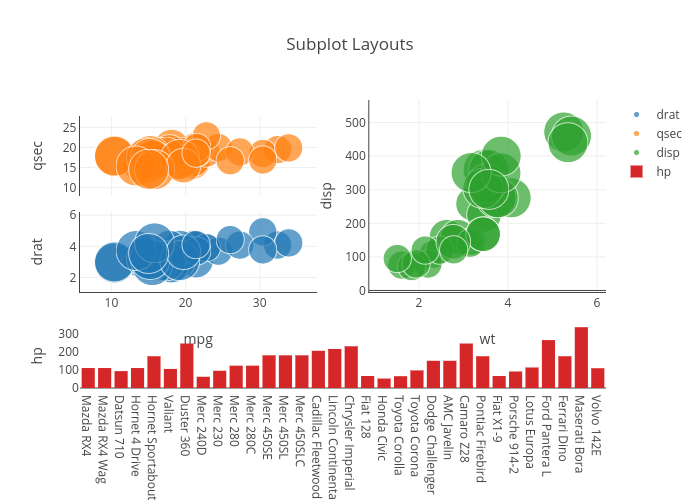 Subplot Layouts
qsec
25
20
15
10
drat
6
4
2
10
20
30
mpg
disp
500
400
300
200
100
0
2
4
6
wt
drat
qsec
disp
hp
hp
300
200
100
0
Mazda RX4
Mazda RX4 Wag
Datsun 710
Hornet 4 Drive
Hornet Sportabout
Valiant
Duster 360
Merc 240D
Merc 230
Merc 280
Merc 280C
Merc 450SE
Merc 450SL
Merc 450SLC
Cadillac Fleetwood
Lincoln Continental
Chrysler Imperial
Fiat 128
Honda Civic
Toyota Corolla
Toyota Corona
Dodge Challenger
AMC Javelin
Camaro Z28
Pontiac Firebird
Fiat X1-9
Porsche 914-2
Lotus Europa
Ford Pantera L
Ferrari Dino
Maserati Bora
Volvo 142E